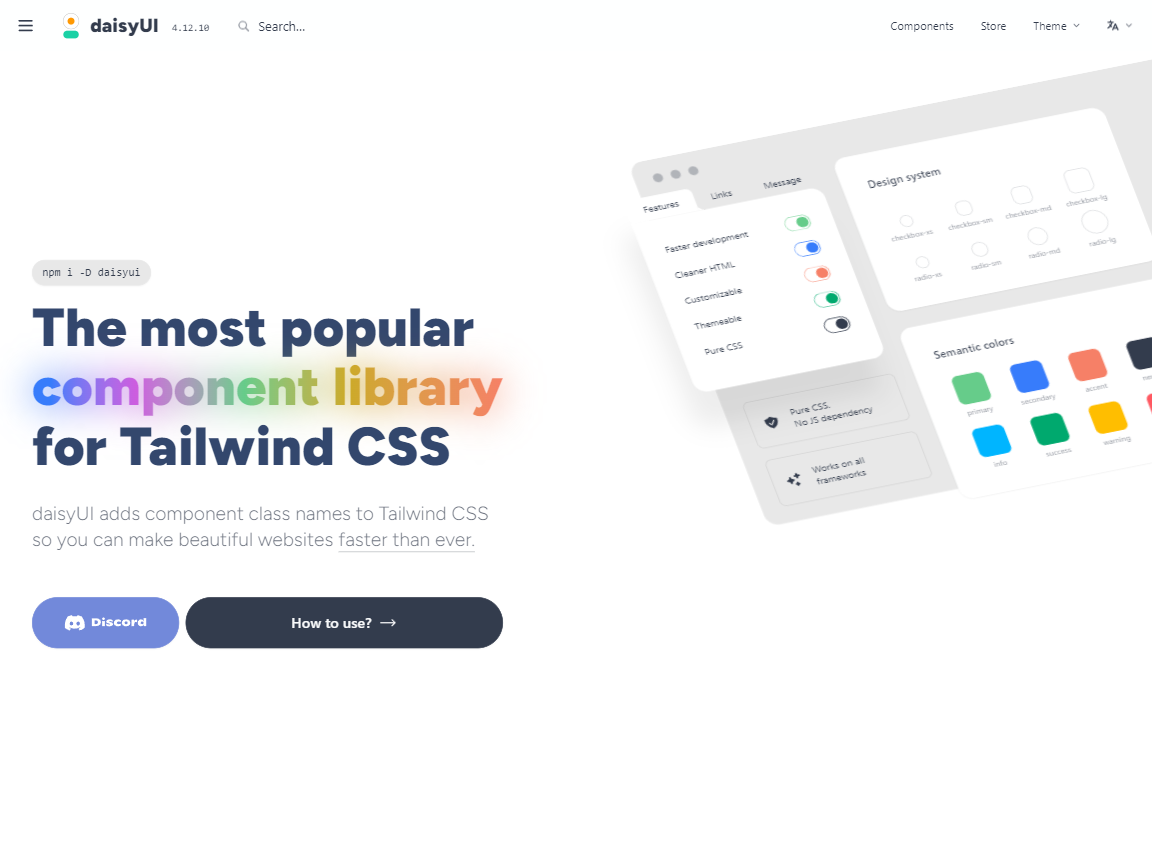 daisyUI 4.12.10
Search…
Components
Store
Theme
npm i -D daisyui
The most popular
component library
for Tailwind CSS
daisyUI adds component class names to Tailwind CSS
so you can make beautiful websites faster than ever.
Discord
How to use? →
Features
Links
Message
Faster development
Cleaner HTML
Customizable
Themeable
Pure CSS
Pure CSS.
No JS dependency
Works on all
frameworks
Design system
checkbox-xs
checkbox-sm
checkbox-md
checkbox-lg
radio-xs
radio-sm
radio-md
radio-lg
Semantic colors
primary
secondary
accent
info
success
warning